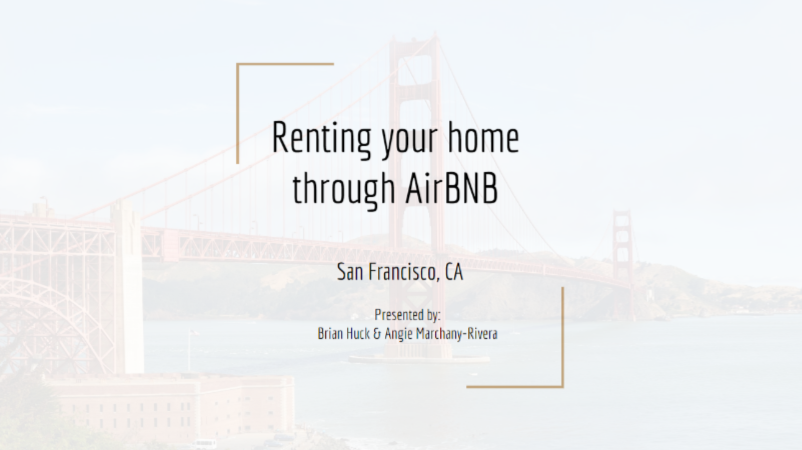 Renting your home
through AirBNB
San Francisco, CA
Presented by:
Brian Huck & Angie Marchany-Rivera